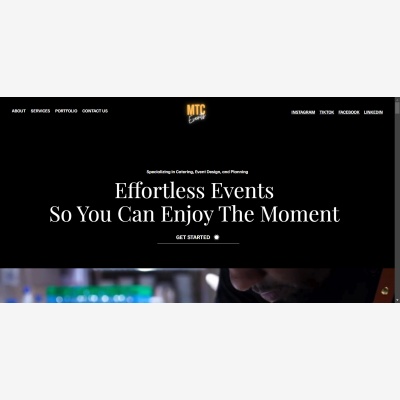 ABOUT SERVICES PORTFOLIO CONTACT US
MTC
Events
INSTAGRAM TIKTOK FACEBOOK LINKEDIN
Specializing in Catering, Event Design, and Planning
Effortless Events
So You Can Enjoy The Moment
GET STARTED